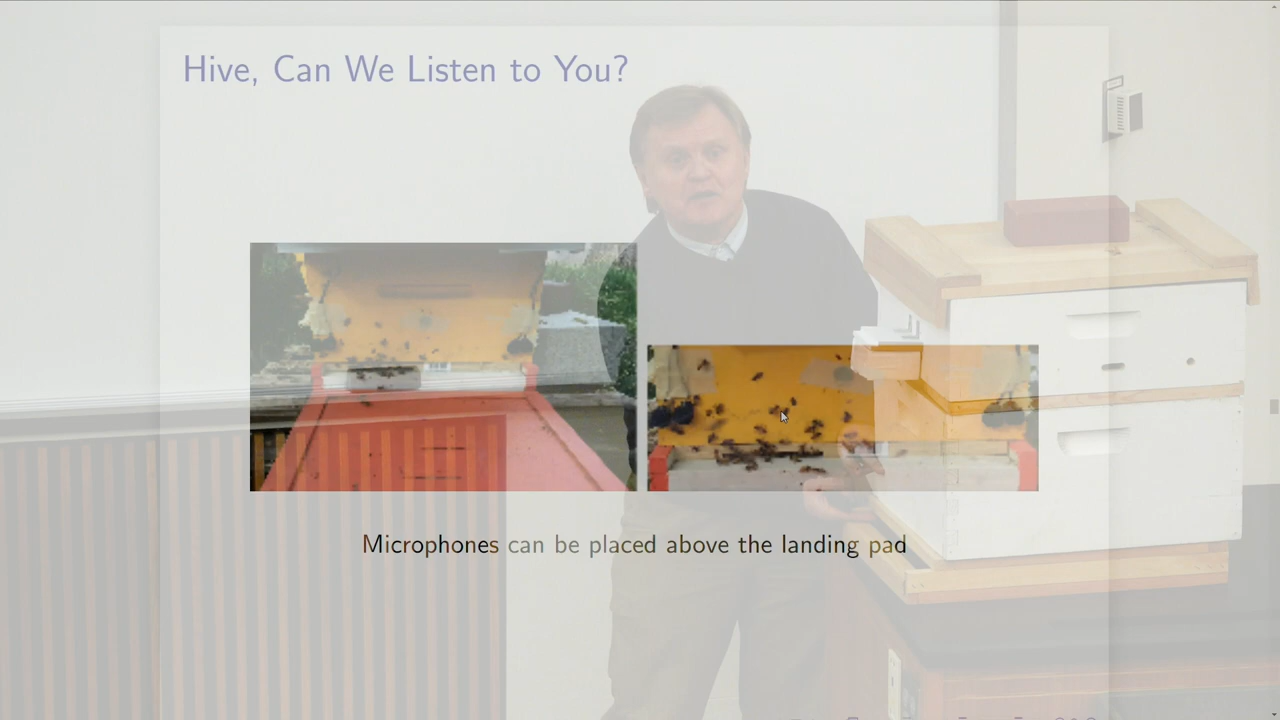 Hive, Can We Listen to You?
Microphones can be placed above the landing pad